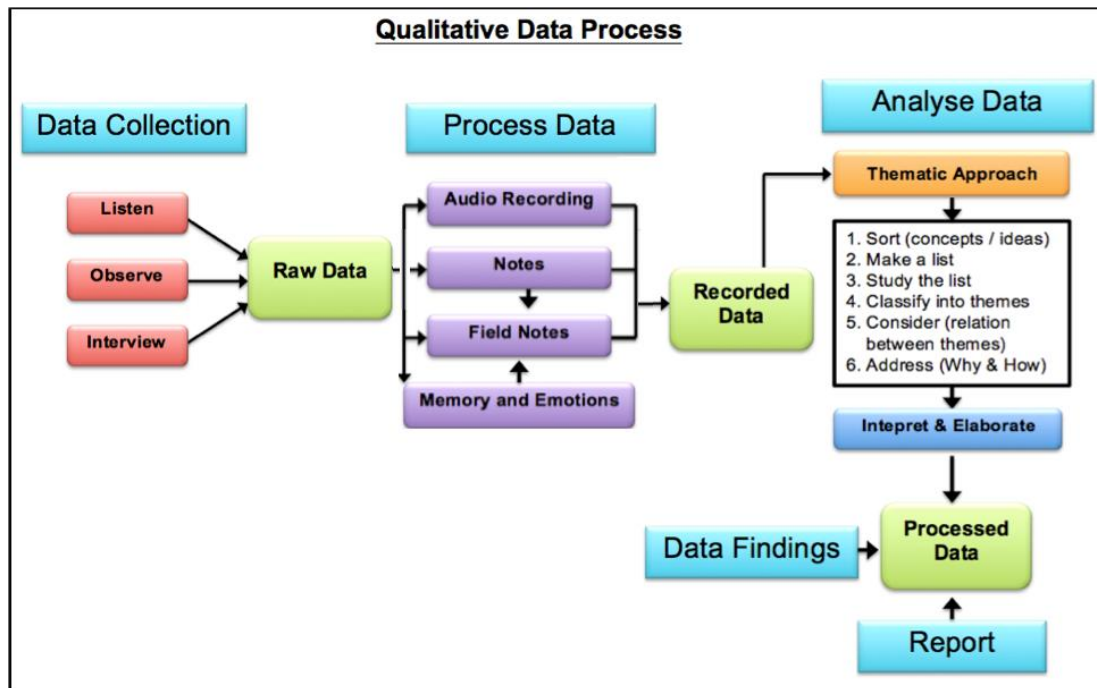 Qualitative Data Process
Data Collection
Process Data
Analyse Data
Listen
Observe
Interview
Raw Data
Audio Recording
Notes
Field Notes
Memory and Emotions
Recorded
Data
Thematic Approach
1. Sort (concepts / ideas)
2. Make a list
3. Study the list
4. Classify into themes
5. Consider (relation
between themes)
6. Address (Why & How)
Intepret & Elaborate
Processed
Data
Data Findings
Report